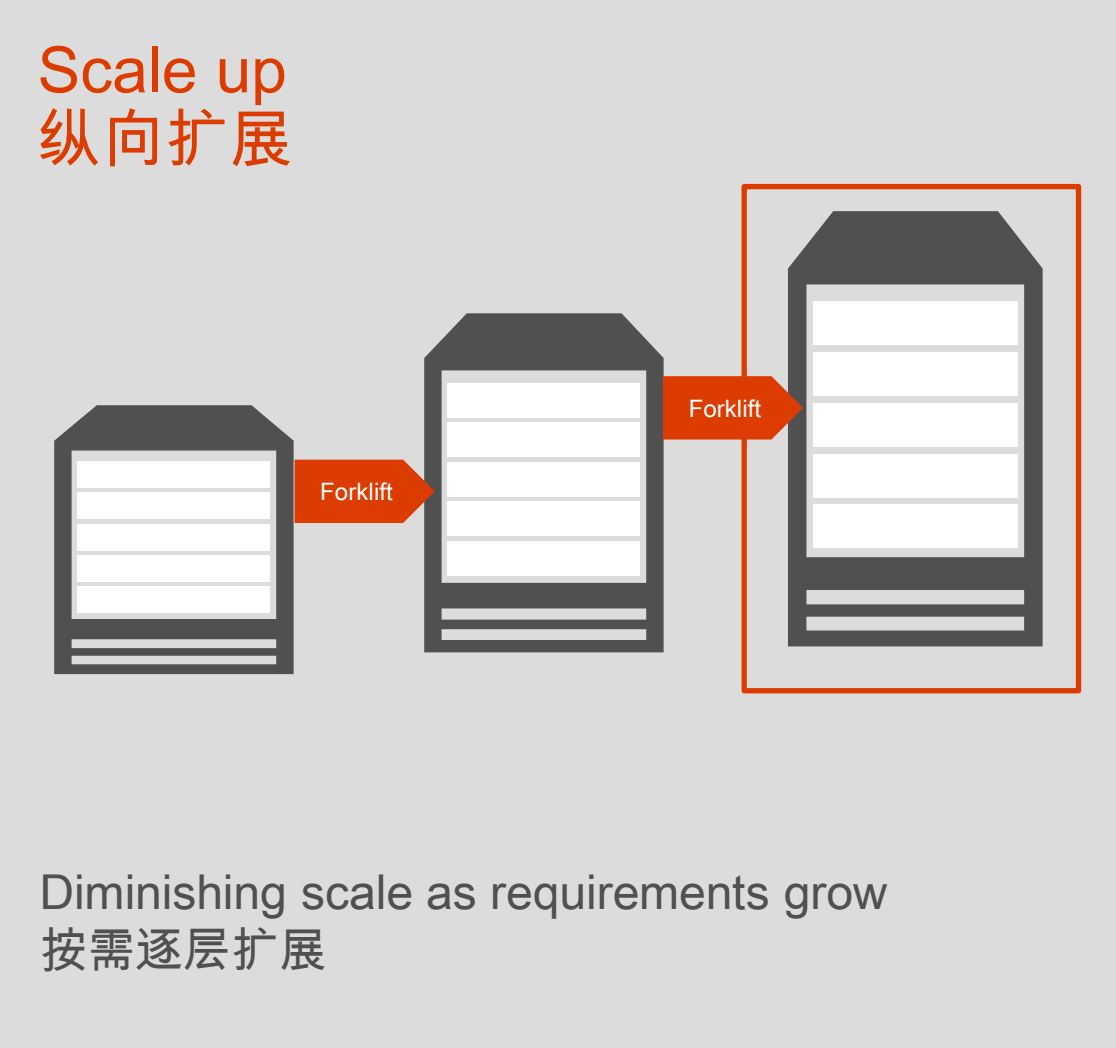 Scale up
纵向扩展
Forklift
Forklift
Diminishing scale as requirements grow
按需逐层扩展